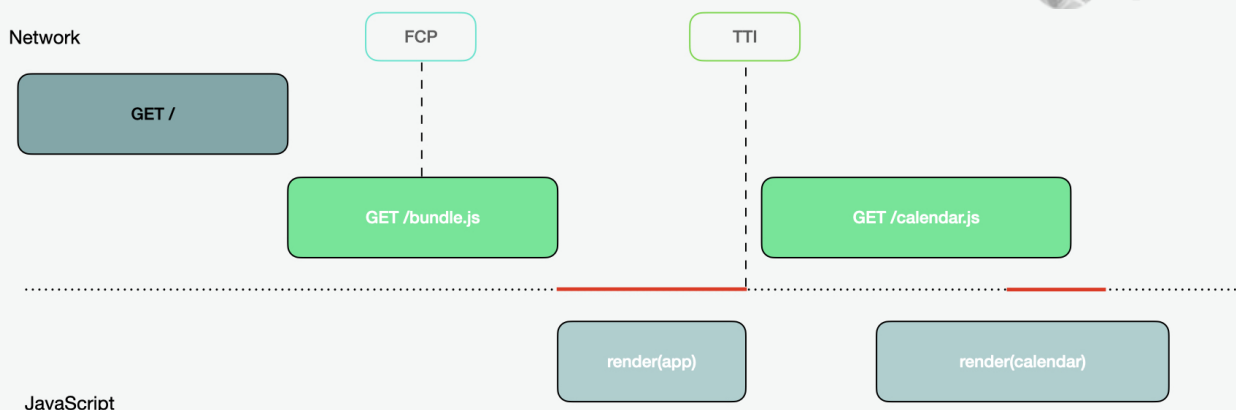 Network
FCP
TTI
GET /
GET /bundle.js
GET /calendar.js
render(app)
render(calendar)
JavaScript